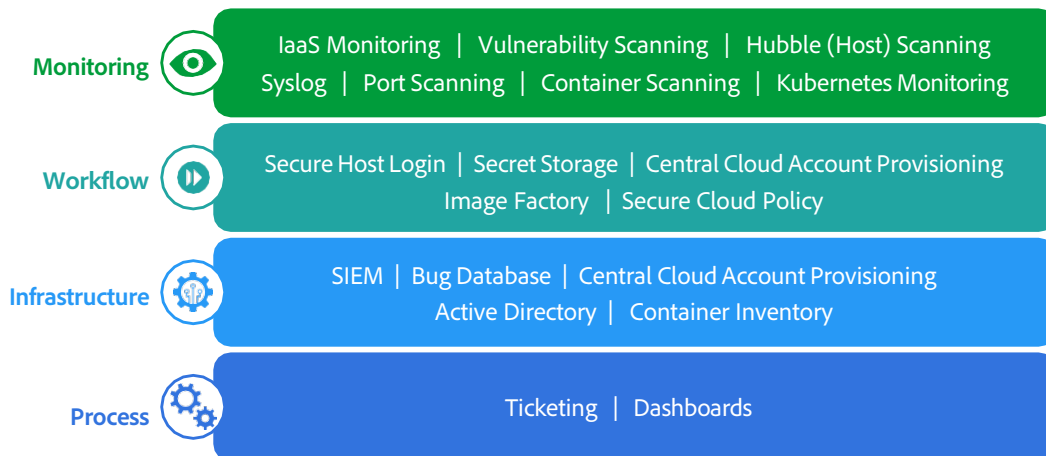 Monitoring
IaaS Monitoring | Vulnerability Scanning | Hubble (Host) Scanning
Syslog | Port Scanning | Container Scanning | Kubernetes Monitoring
Workflow
Secure Host Login | Secret Storage | Central Cloud Account Provisioning
Image Factory | Secure Cloud Policy
Infrastructure
SIEM | Bug Database | Central Cloud Account Provisioning
Active Directory | Container Inventory
Process
Ticketing | Dashboards